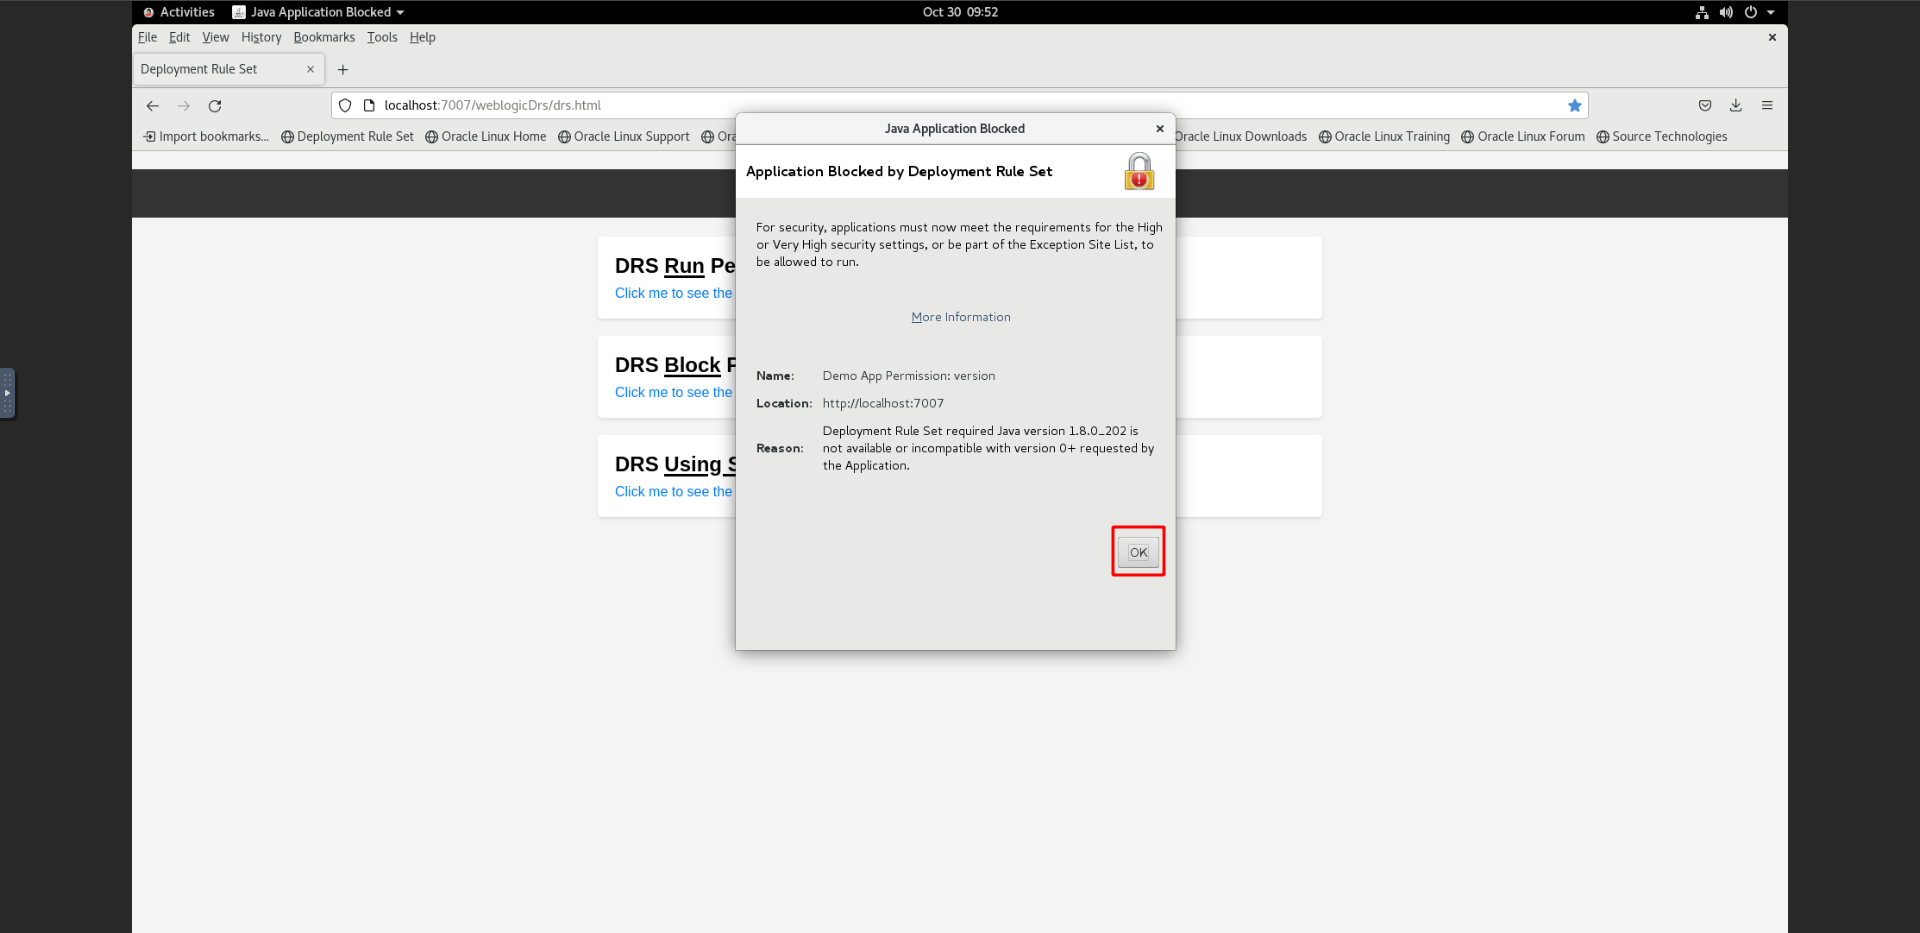 Activities
Java Application Blocked
Oct 30 09:52
File Edit View History Bookmarks Tools Help
Deployment Rule Set
localhost:7007/weblogicDrs/drs.html
Import bookmarks... Deployment Rule Set Oracle Linux Home Oracle Linux Support Ora
Oracle Linux Downloads Oracle Linux Training Oracle Linux Forum Source Technologies
DRS Run Pe
Click me to see the
DRS Block P
Click me to see the
DRS Using S
Click me to see the
Java Application Blocked
Application Blocked by Deployment Rule Set
For security, applications must now meet the requirements for the High
or Very High security settings, or be part of the Exception Site List, to
be allowed to run.
More Information
Name: Demo App Permission: version
Location: http://localhost:7007
Reason: Deployment Rule Set required Java version 1.8.0_202 is
not available or incompatible with version 0+ requested by
the Application.
OK